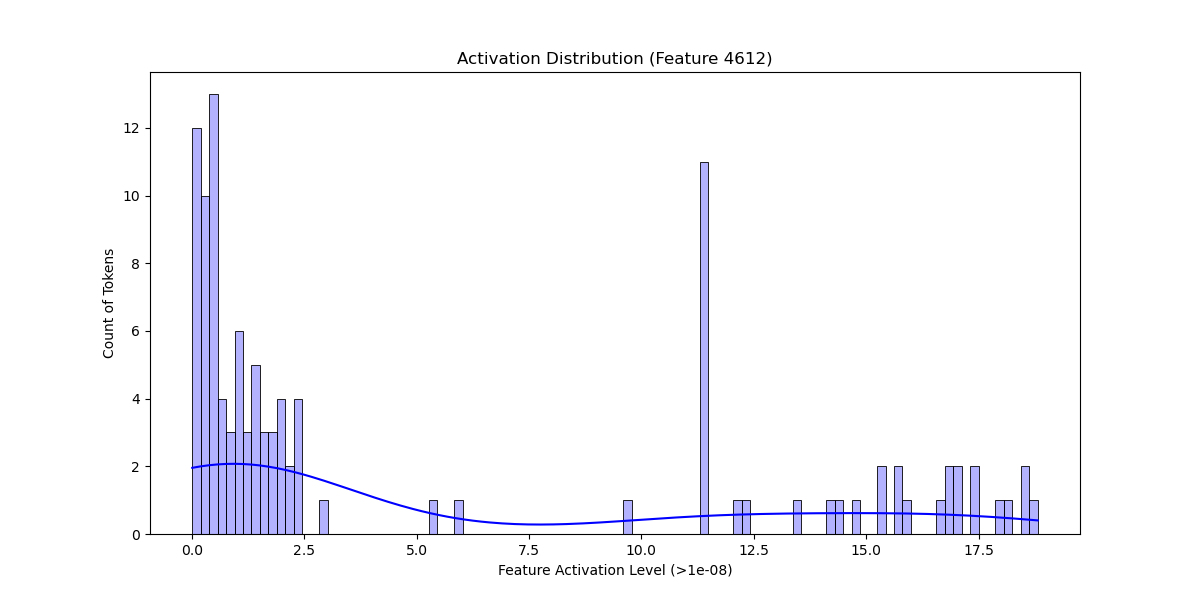 Activation Distribution (Feature 4612)
Count of Tokens
12
10
8
6
4
2
0
0.0 2.5 5.0 7.5 10.0 12.5 15.0 17.5
Feature Activation Level (>1e-08)